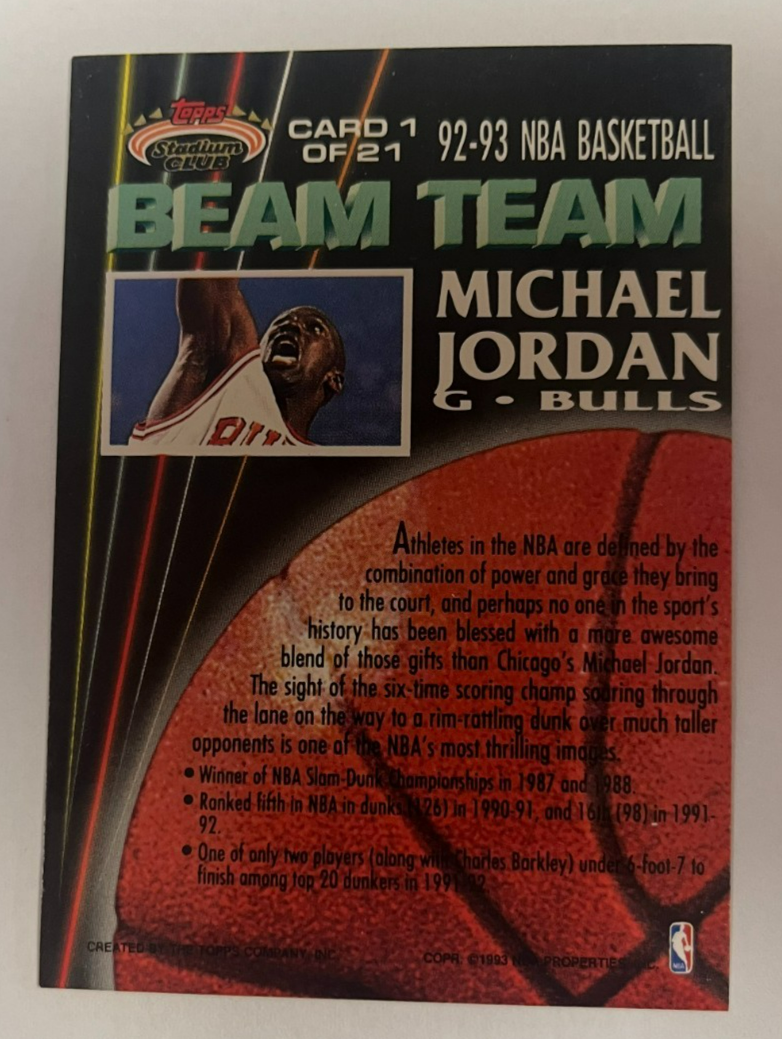 Topps
Stadium
CLUB
CARD 1
OF 21
92-93 NBA BASKETBALL
BEAM TEAM
MICHAEL
JORDAN
G • BULLS
BULL
Athletes in the NBA are defined by the
combination of power and grace they bring
to the court, and perhaps no one in the sport's
history has been blessed with a more awesome
blend of those gifts than Chicago's Michael Jordan.
The sight of the six-time scoring champ soaring through
the lane on the way to a rim-rattling dunk over much taller
opponents is one of the NBA's most thrilling images.
• Winner of NBA Slam-Dunk Championships in 1987 and 1988.
• Ranked fifth in NBA in dunks (126) in 1990-91, and 16th (98) in 1991-
92.
• One of only two players (along with Charles Barkley) under 6-foot-7 to
finish among top 20 dunkers in 1991-92.
CREATED BY THE TOPPS COMPANY, INC.
COPR. ©1993 NBA PROPERTIES, INC.
NBA